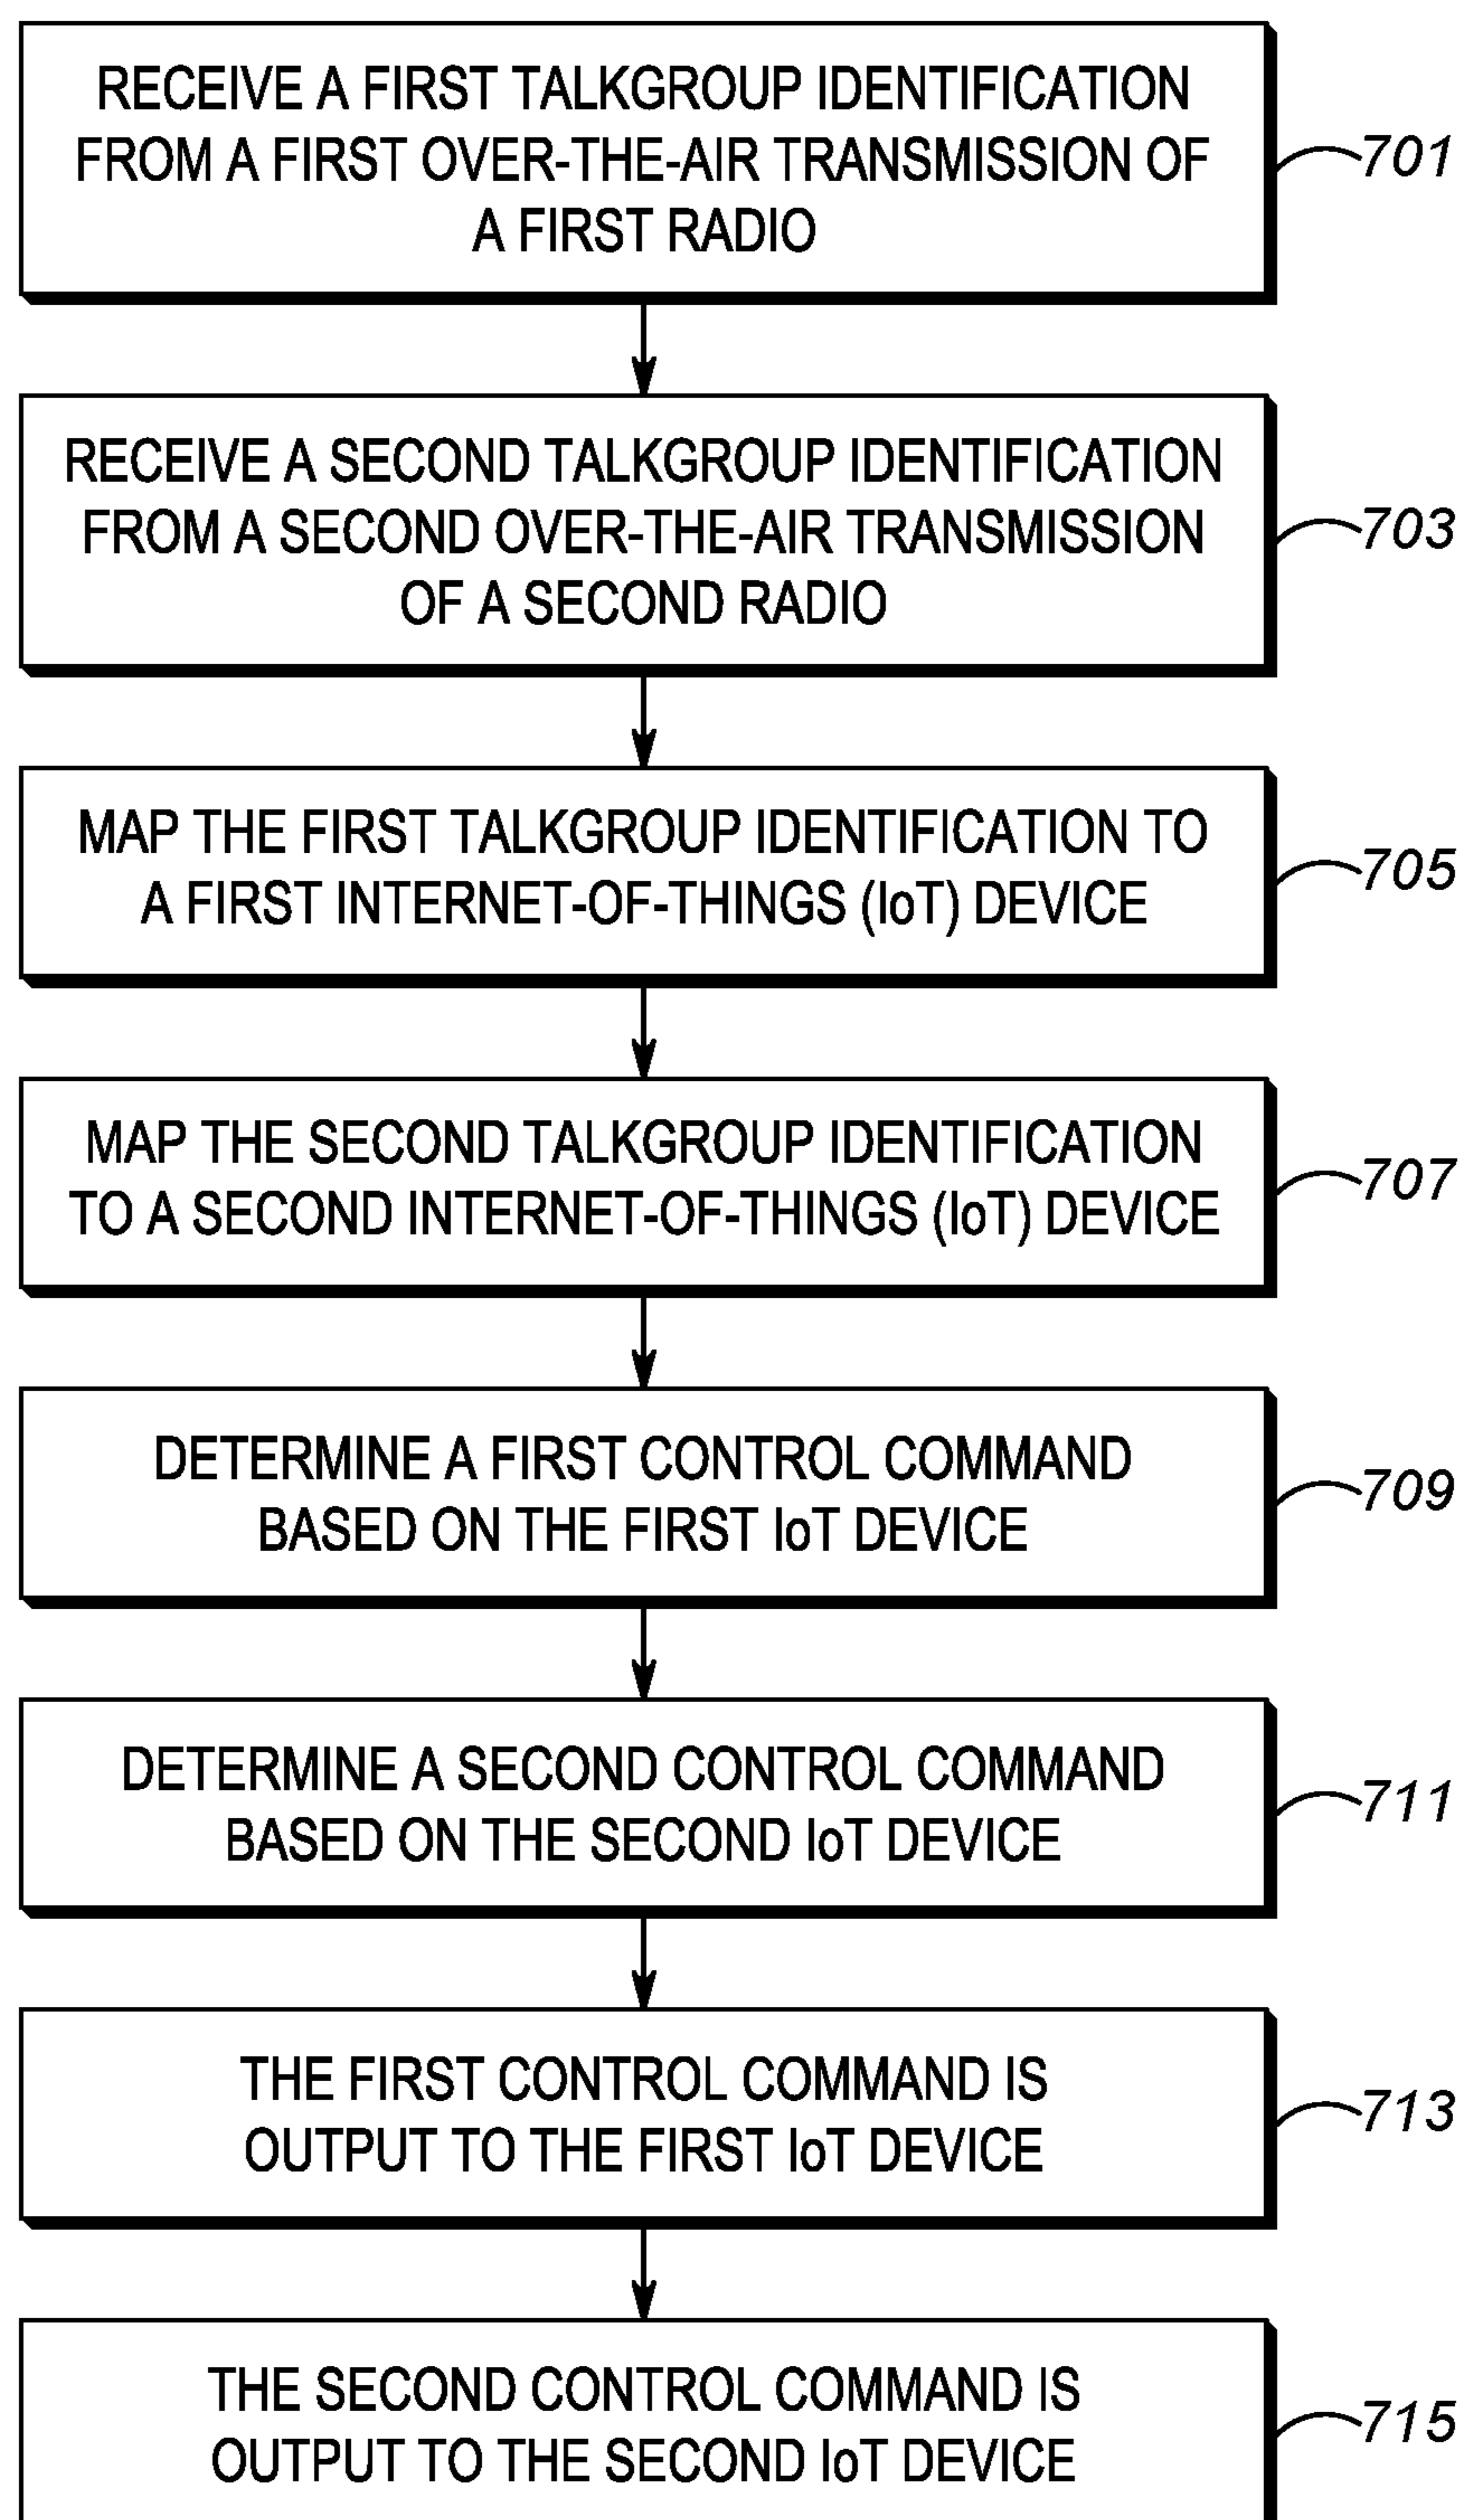 RECEIVE A FIRST TALKGROUP IDENTIFICATION
FROM A FIRST OVER-THE-AIR TRANSMISSION OF
A FIRST RADIO
701
RECEIVE A SECOND TALKGROUP IDENTIFICATION
FROM A SECOND OVER-THE-AIR TRANSMISSION
OF A SECOND RADIO
703
MAP THE FIRST TALKGROUP IDENTIFICATION TO
A FIRST INTERNET-OF-THINGS (IoT) DEVICE
705
MAP THE SECOND TALKGROUP IDENTIFICATION
TO A SECOND INTERNET-OF-THINGS (IoT) DEVICE
707
DETERMINE A FIRST CONTROL COMMAND
BASED ON THE FIRST IoT DEVICE
709
DETERMINE A SECOND CONTROL COMMAND
BASED ON THE SECOND IoT DEVICE
711
THE FIRST CONTROL COMMAND IS
OUTPUT TO THE FIRST IoT DEVICE
713
THE SECOND CONTROL COMMAND IS
OUTPUT TO THE SECOND IoT DEVICE
715